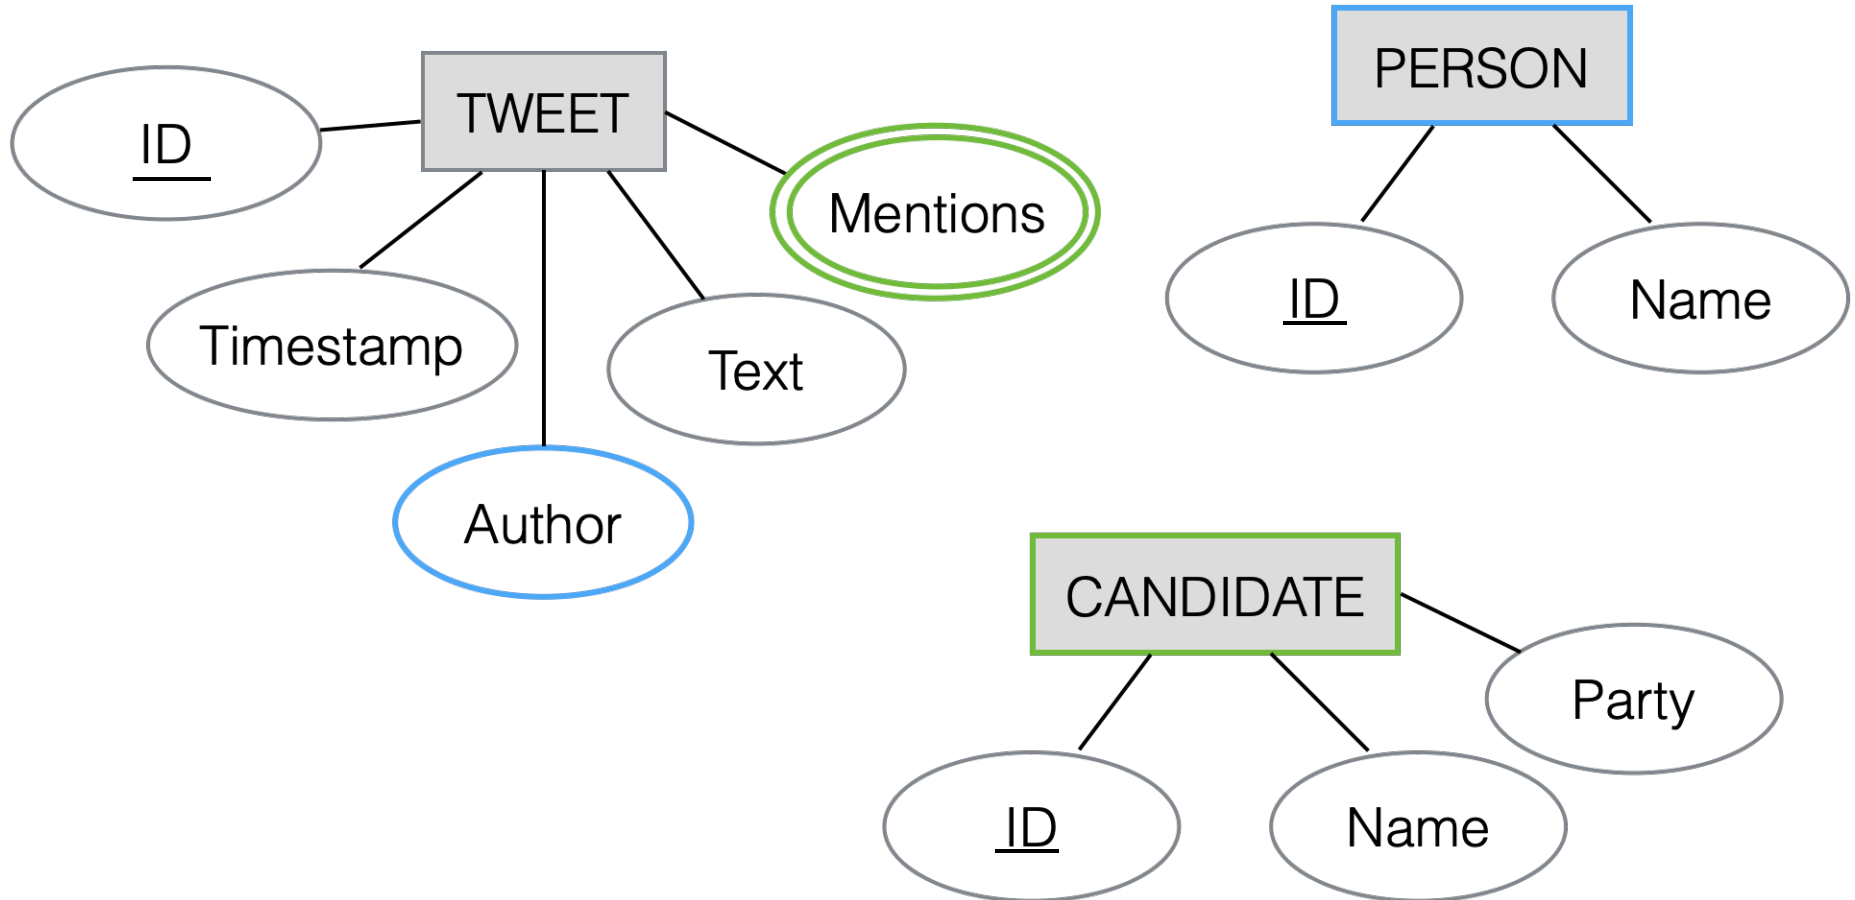 TWEET
ID
Mentions
Timestamp
Text
Author
PERSON
ID
Name
CANDIDATE
Party
ID
Name